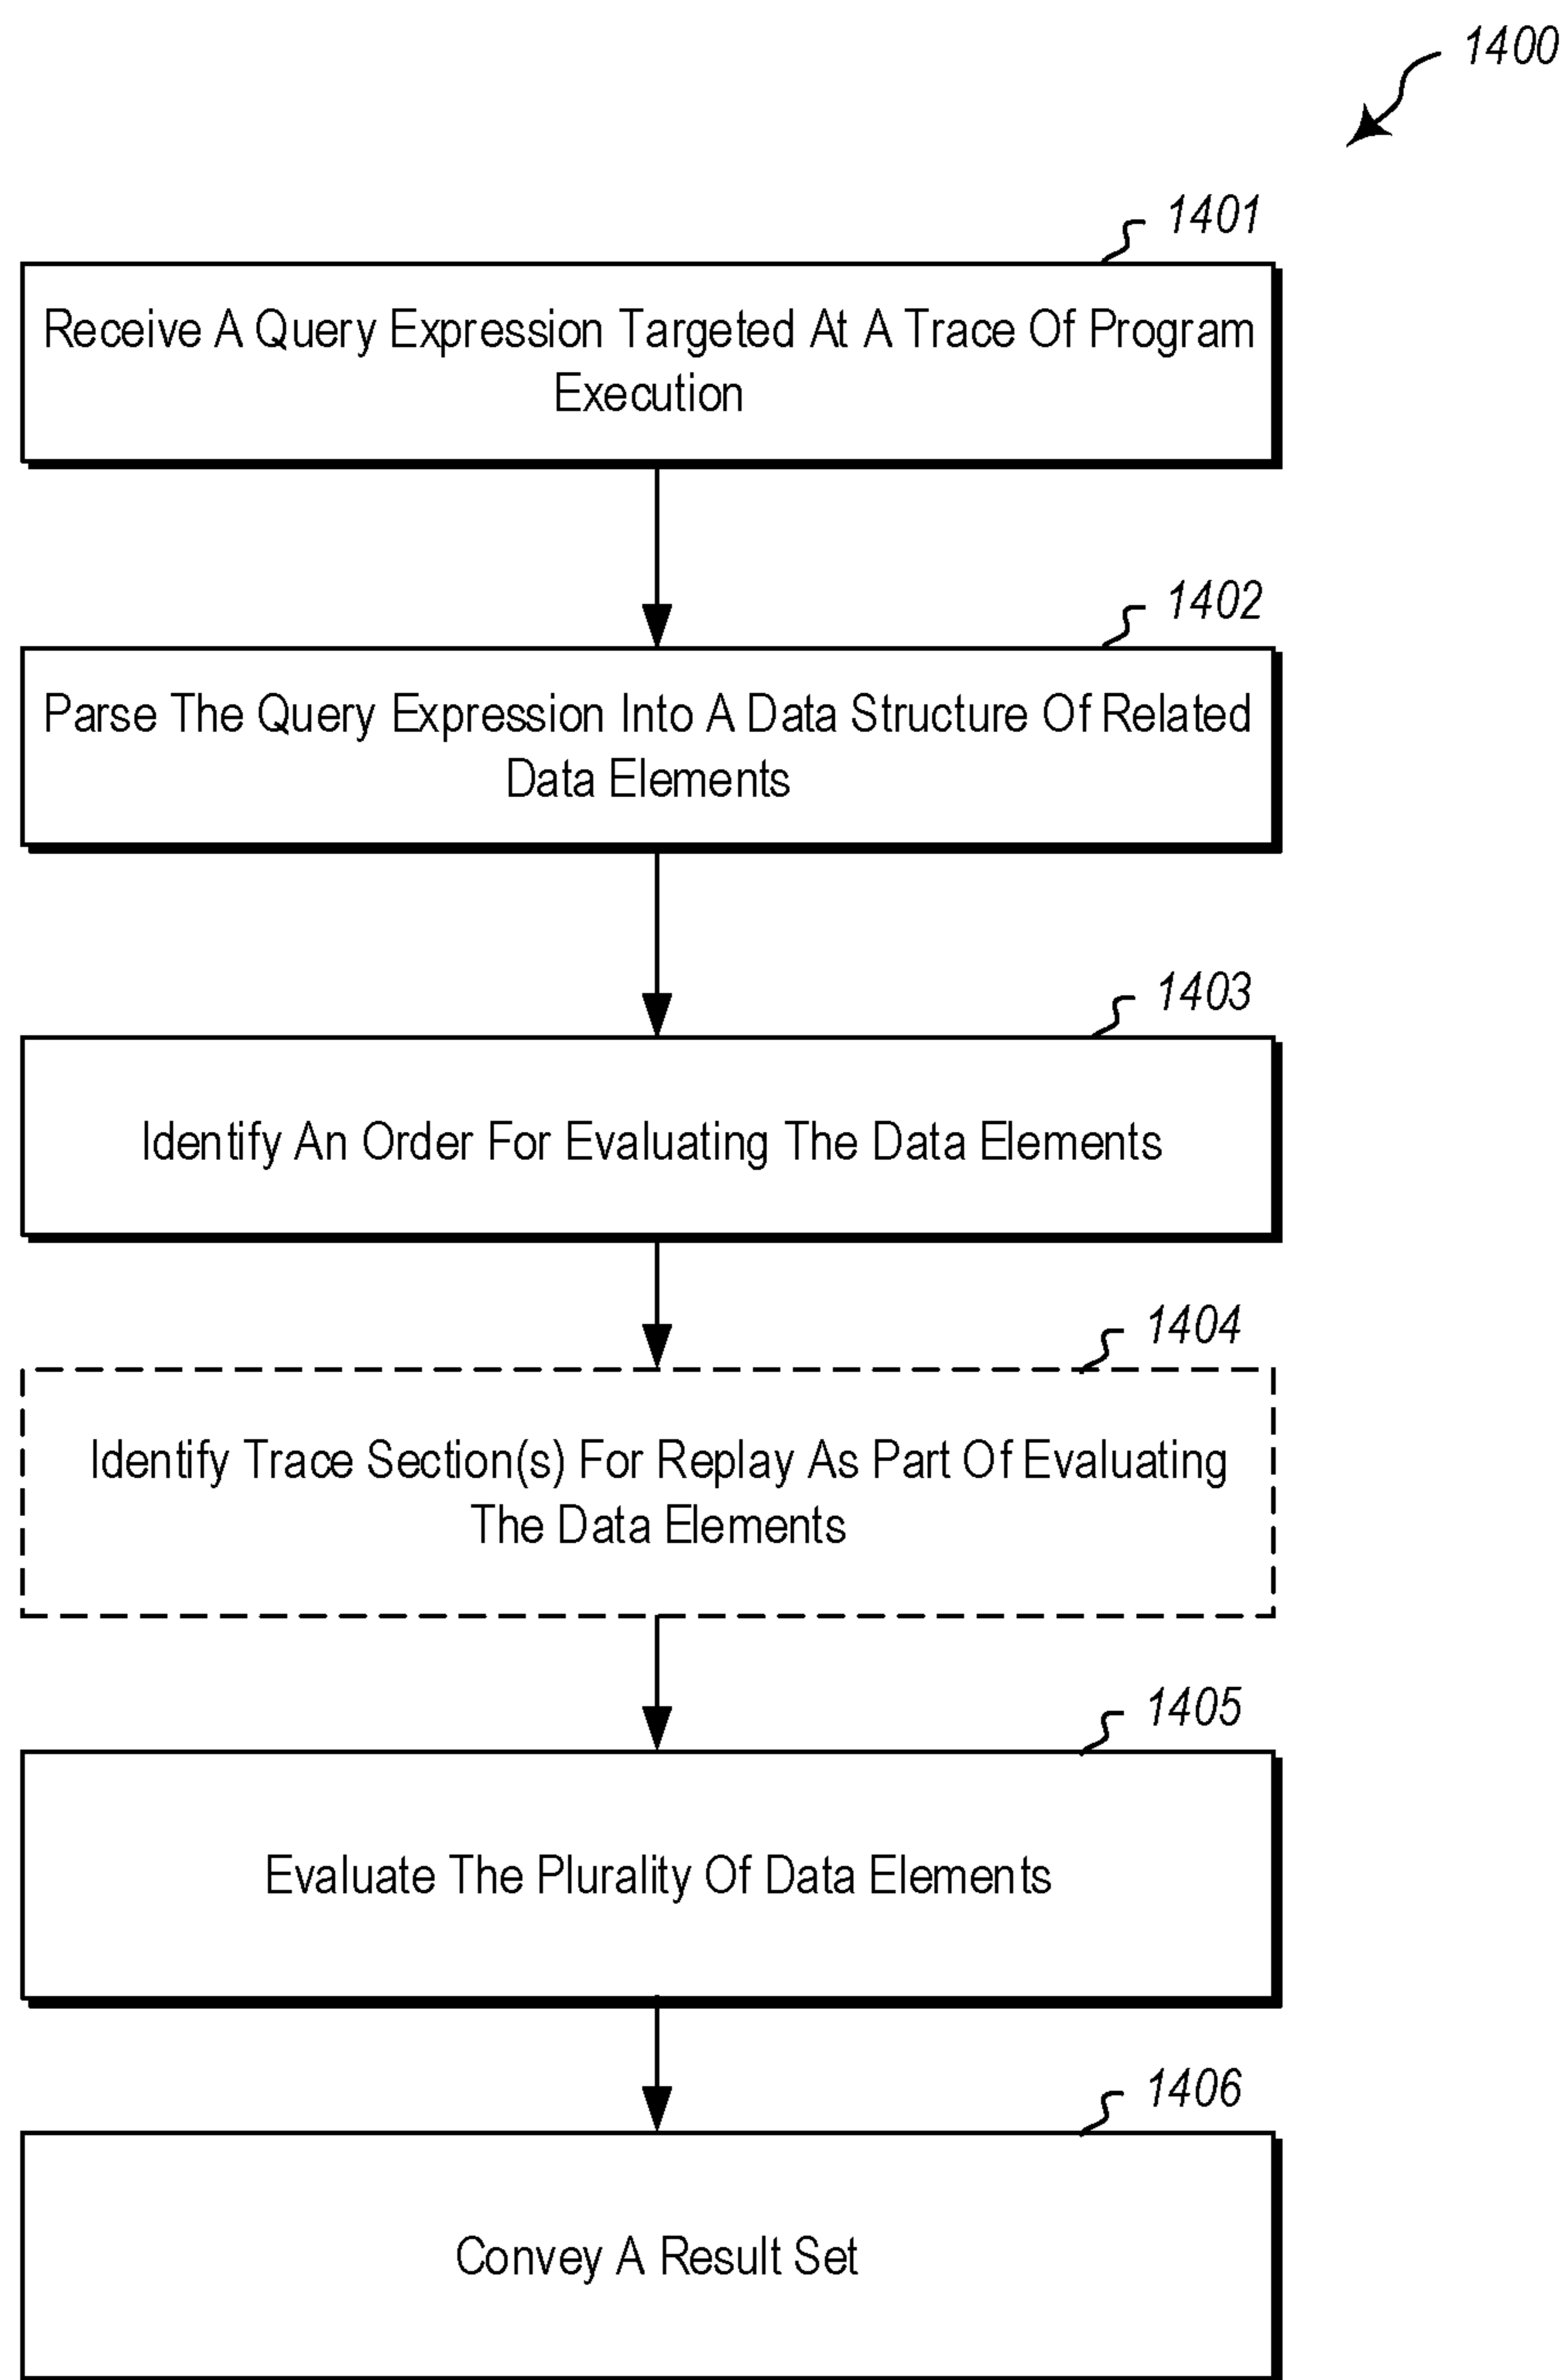 1400
1401
Receive A Query Expression Targeted At A Trace Of Program
Execution
1402
Parse The Query Expression Into A Data Structure Of Related
Data Elements
1403
Identify An Order For Evaluating The Data Elements
1404
Identify Trace Section(s) For Replay As Part Of Evaluating
The Data Elements
1405
Evaluate The Plurality Of Data Elements
1406
Convey A Result Set